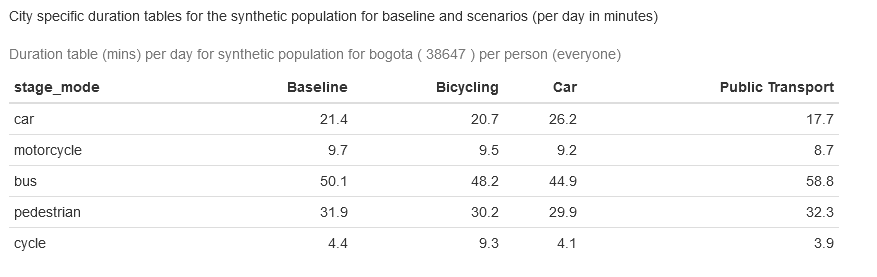 City specific duration tables for the synthetic population for baseline and scenarios (per day in minutes)
Duration table (mins) per day for synthetic population for bogota ( 38647 ) per person (everyone)
stage_mode Baseline Bicycling Car Public Transport
car 21.4 20.7 26.2 17.7
motorcycle 9.7 9.5 9.2 8.7
bus 50.1 48.2 44.9 58.8
pedestrian 31.9 30.2 29.9 32.3
cycle 4.4 9.3 4.1 3.9